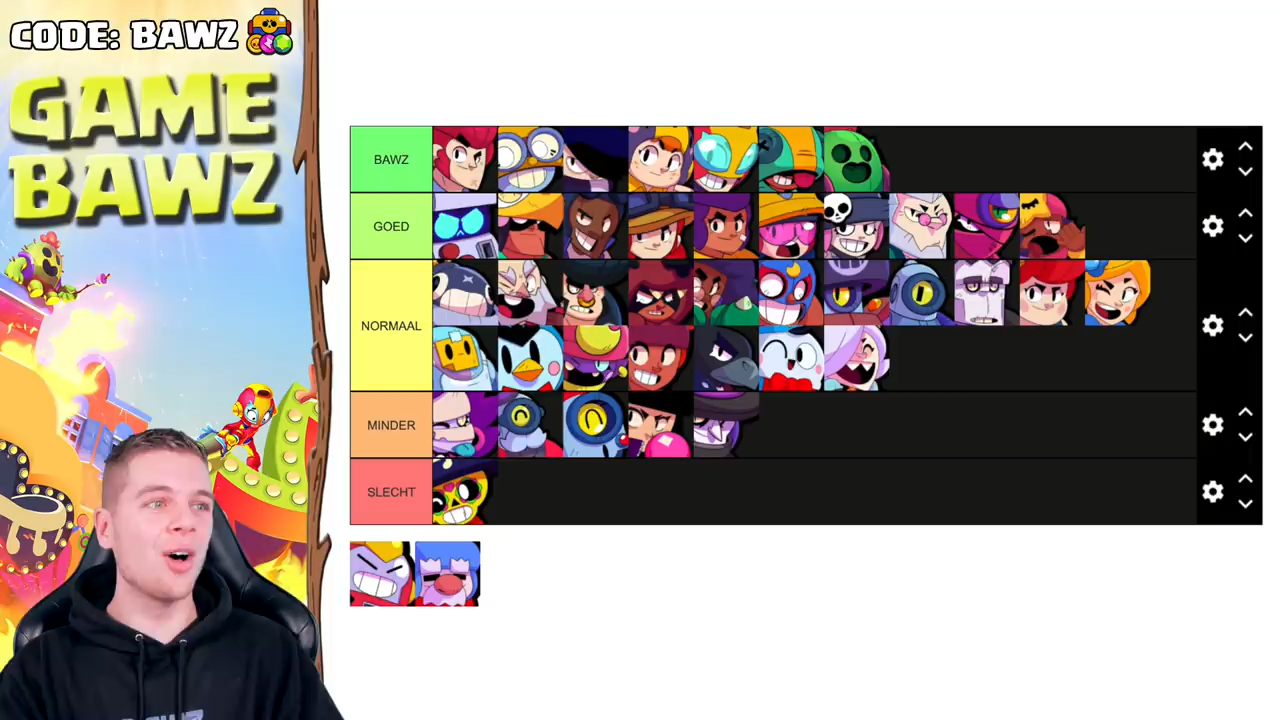 CODE: BAWZ
GAME
BAWZ
BAWZ
GOED
NORMAAL
MINDER
SLECHT